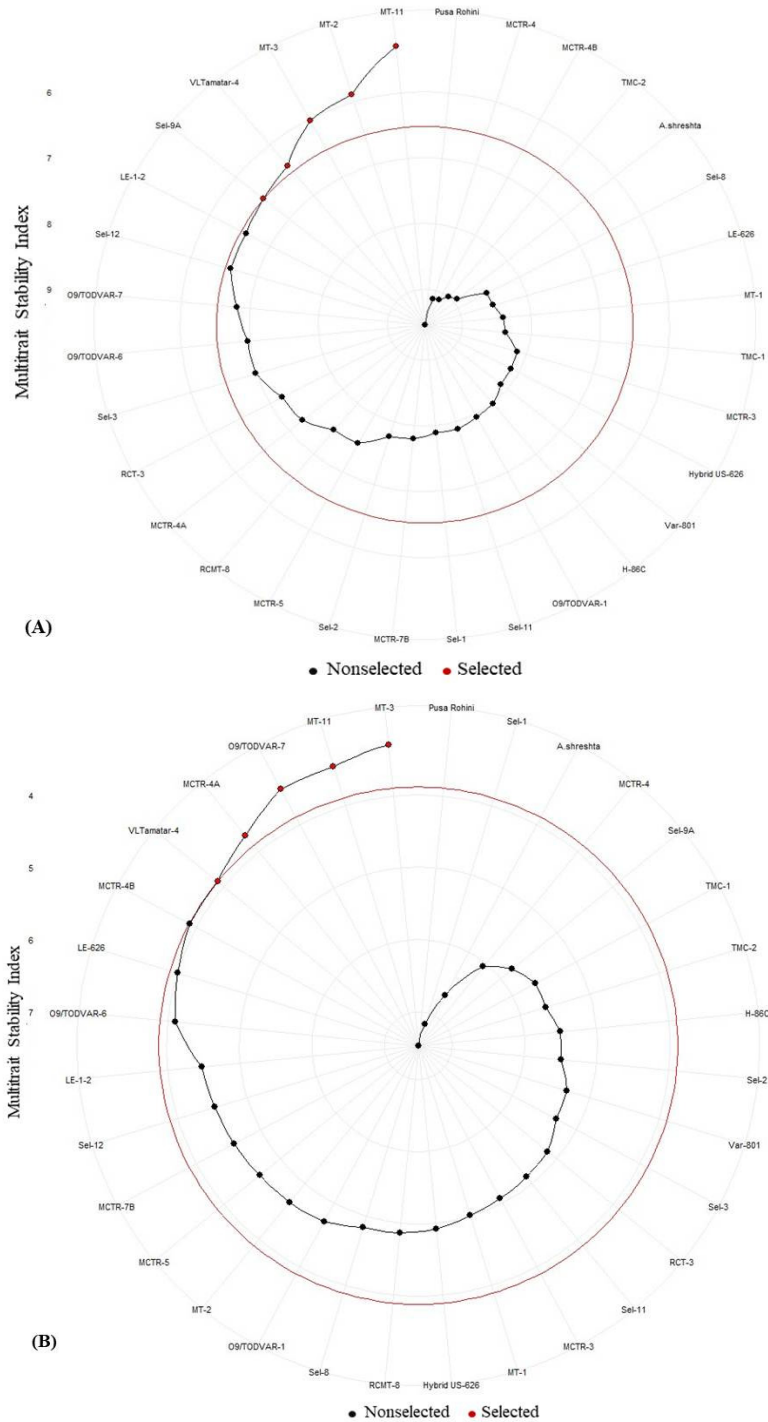 MT-11
Pusa Rohini
MT-2
MCTR-4
MT-3
MCTR-4B
VLTamatar-4
TMC-2
Sel-9A
A.shreshta
LE-1-2
Sel-8
Sel-12
LE-626
O9/TODVAR-7
MT-1
O9/TODVAR-6
TMC-1
Sel-3
MCTR-3
RCT-3
Hybrid US-626
MCTR-4A
Var-801
RCMT-8
H-86C
MCTR-5
O9/TODVAR-1
Sel-2
Sel-11
MCTR-7B
Sel-1
6
7
8
9
Multitrait Stability Index
(A)
Nonselected
Selected
MT-3
Pusa Rohini
MT-11
Sel-1
O9/TODVAR-7
A.shreshta
MCTR-4A
MCTR-4
VLTamatar-4
Sel-9A
MCTR-4B
TMC-1
LE-626
TMC-2
O9/TODVAR-6
H-86C
LE-1-2
Sel-2
Sel-12
Var-801
MCTR-7B
Sel-3
MCTR-5
RCT-3
MT-2
Sel-11
O9/TODVAR-1
MCTR-3
Sel-8
MT-1
RCMT-8
Hybrid US-626
4
5
6
7
Multitrait Stability Index
(B)
Nonselected
Selected